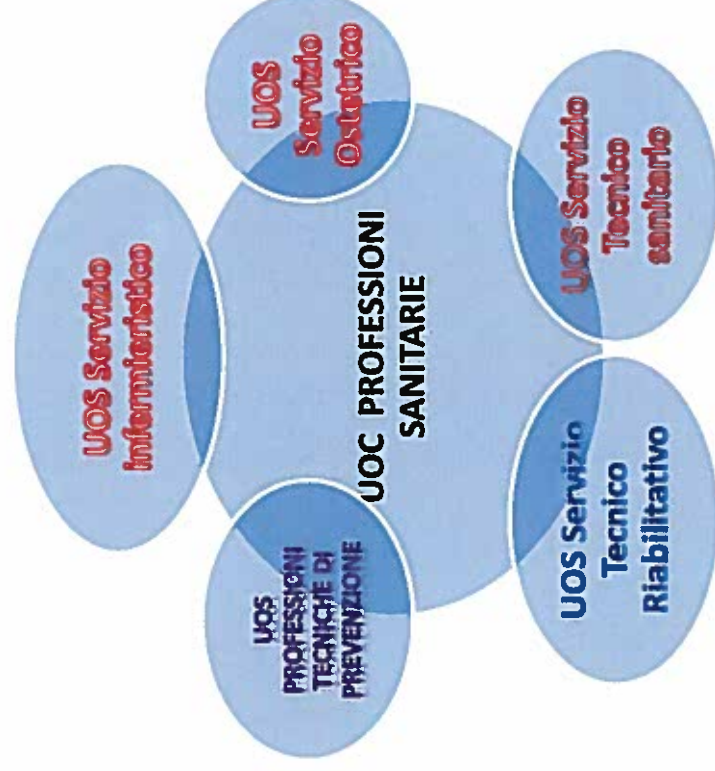 UOS Servizio
infermieristico
UOS
Servizio
Ostetrico
UOS Servizio
Tecnico
sanitario
UOS Servizio
Tecnico
Riabilitativo
UOS
PROFESSIONI
TECNICHE DI
PREVENZIONE
UOC PROFESSIONI
SANITARIE